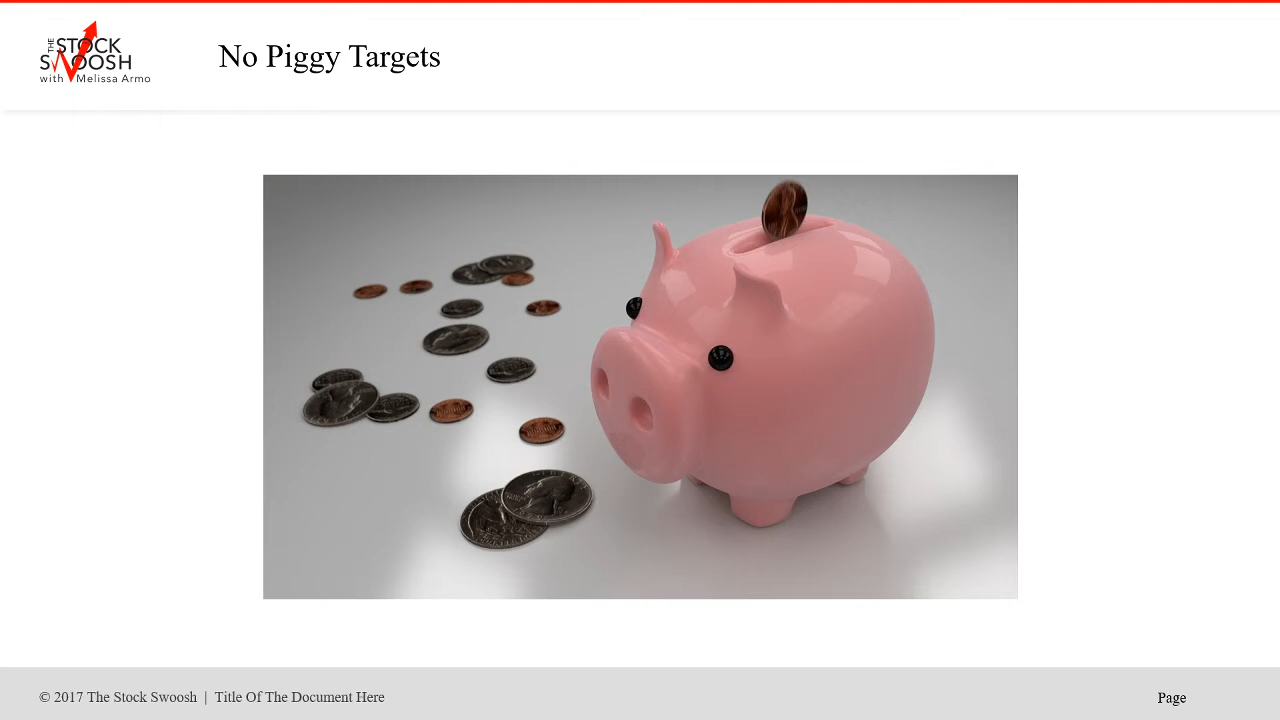 THE
STOCK
SWOOSH
with Melissa Armo
No Piggy Targets
© 2017 The Stock Swoosh | Title Of The Document Here
Page